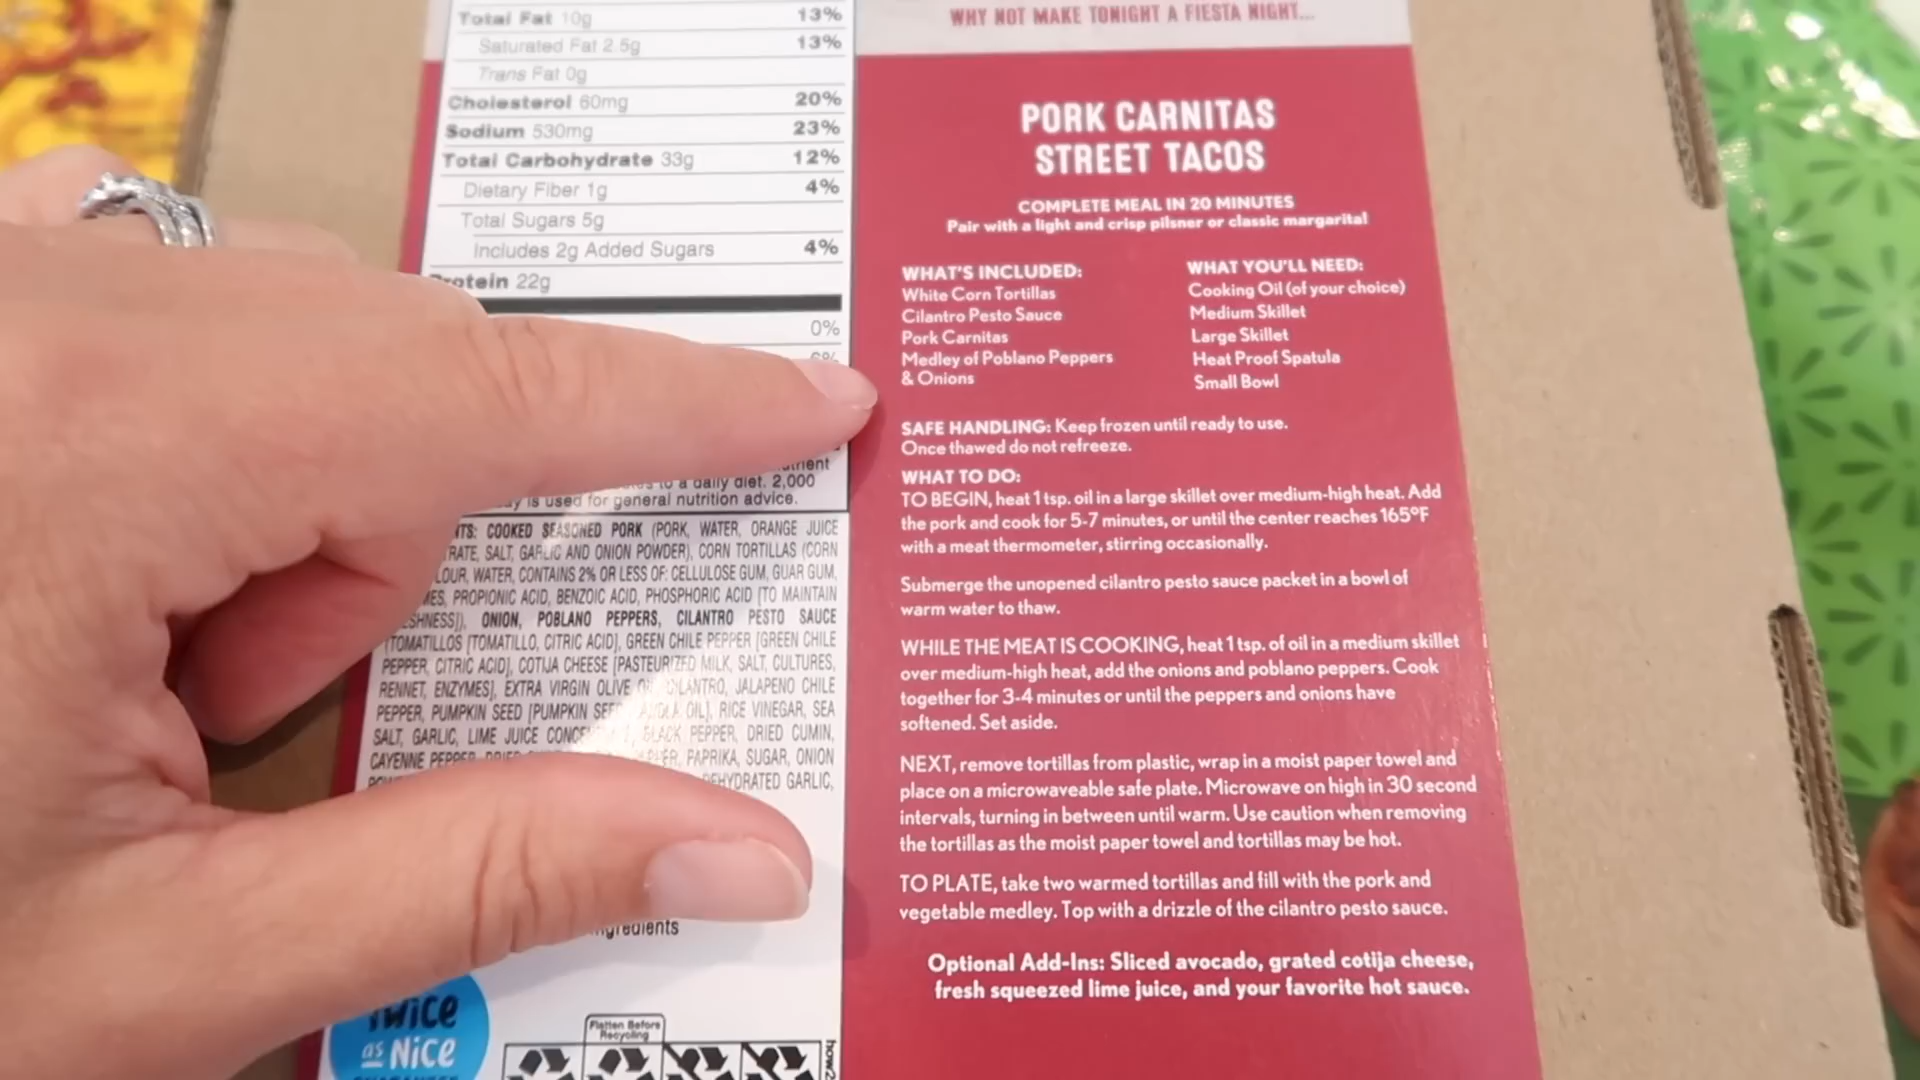 Total Fat 10g 13%
Saturated Fat 2.5g 13%
Trans Fat 0g
Cholesterol 60mg 20%
Sodium 530mg 23%
Total Carbohydrate 33g 12%
Dietary Fiber 1g 4%
Total Sugars 5g
Includes 2g Added Sugars 4%
Protein 22g
0%
6%
to a daily diet. 2,000
is used for general nutrition advice.
COOKED SEASONED PORK (PORK, WATER, ORANGE JUICE
SALT, GARLIC AND ONION POWDER), CORN TORTILLAS (CORN
WATER, CONTAINS 2% OR LESS OF: CELLULOSE GUM, GUAR GUM,
PROPIONIC ACID, BENZOIC ACID, PHOSPHORIC ACID [TO MAINTAIN
ONION, POBLANO PEPPERS, CILANTRO PESTO SAUCE
(TOMATILLOS [TOMATILLO, CITRIC ACID], GREEN CHILE PEPPER [GREEN CHILE
PEPPER, CITRIC ACID], COTIJA CHEESE [PASTEURIZED MILK, SALT, CULTURES,
RENNET, ENZYMES], EXTRA VIRGIN OLIVE CILANTRO, JALAPENO CHILE
PEPPER, PUMPKIN SEED [PUMPKIN OIL], RICE VINEGAR, SEA
SALT, GARLIC, LIME JUICE BLACK PEPPER, DRIED CUMIN,
CAYENNE PEPPER, PAPRIKA, SUGAR, ONION
DEHYDRATED GARLIC,
Twice
as Nice
Flatten Before
Recycling
WHY NOT MAKE TONIGHT A FIESTA NIGHT...
PORK CARNITAS
STREET TACOS
COMPLETE MEAL IN 20 MINUTES
Pair with a light and crisp pilsner or classic margarita!
WHAT'S INCLUDED:
White Corn Tortillas
Cilantro Pesto Sauce
Pork Carnitas
Medley of Poblano Peppers
& Onions
WHAT YOU'LL NEED:
Cooking Oil (of your choice)
Medium Skillet
Large Skillet
Heat Proof Spatula
Small Bowl
SAFE HANDLING: Keep frozen until ready to use.
Once thawed do not refreeze.
WHAT TO DO:
TO BEGIN, heat 1 tsp. oil in a large skillet over medium-high heat. Add
the pork and cook for 5-7 minutes, or until the center reaches 165°F
with a meat thermometer, stirring occasionally.
Submerge the unopened cilantro pesto sauce packet in a bowl of
warm water to thaw.
WHILE THE MEAT IS COOKING, heat 1 tsp. of oil in a medium skillet
over medium-high heat, add the onions and poblano peppers. Cook
together for 3-4 minutes or until the peppers and onions have
softened. Set aside.
NEXT, remove tortillas from plastic, wrap in a moist paper towel and
place on a microwaveable safe plate. Microwave on high in 30 second
intervals, turning in between until warm. Use caution when removing
the tortillas as the moist paper towel and tortillas may be hot.
TO PLATE, take two warmed tortillas and fill with the pork and
vegetable medley. Top with a drizzle of the cilantro pesto sauce.
Optional Add-Ins: Sliced avocado, grated cotija cheese,
fresh squeezed lime juice, and your favorite hot sauce.